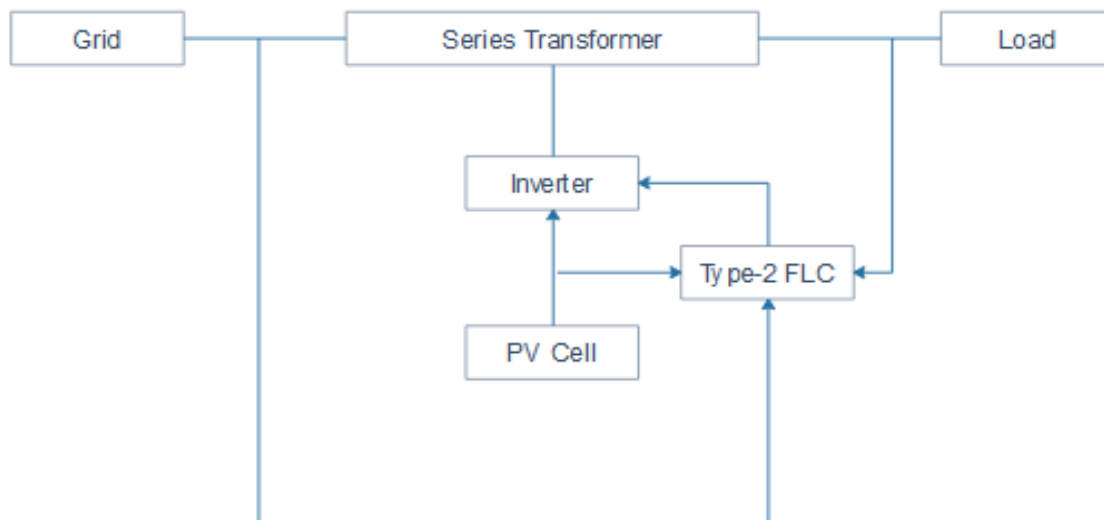 Grid
Series Transformer
Load
Inverter
Type-2 FLC
PV Cell